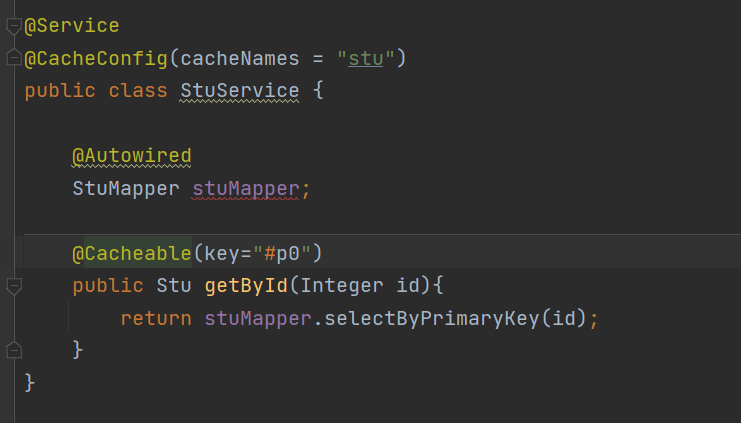 @Service
@CacheConfig(cacheNames = "stu")
public class StuService {
@Autowired
StuMapper stuMapper;
@Cacheable(key="#p0")
public Stu getById(Integer id){
return stuMapper.selectByPrimaryKey(id);
}
}